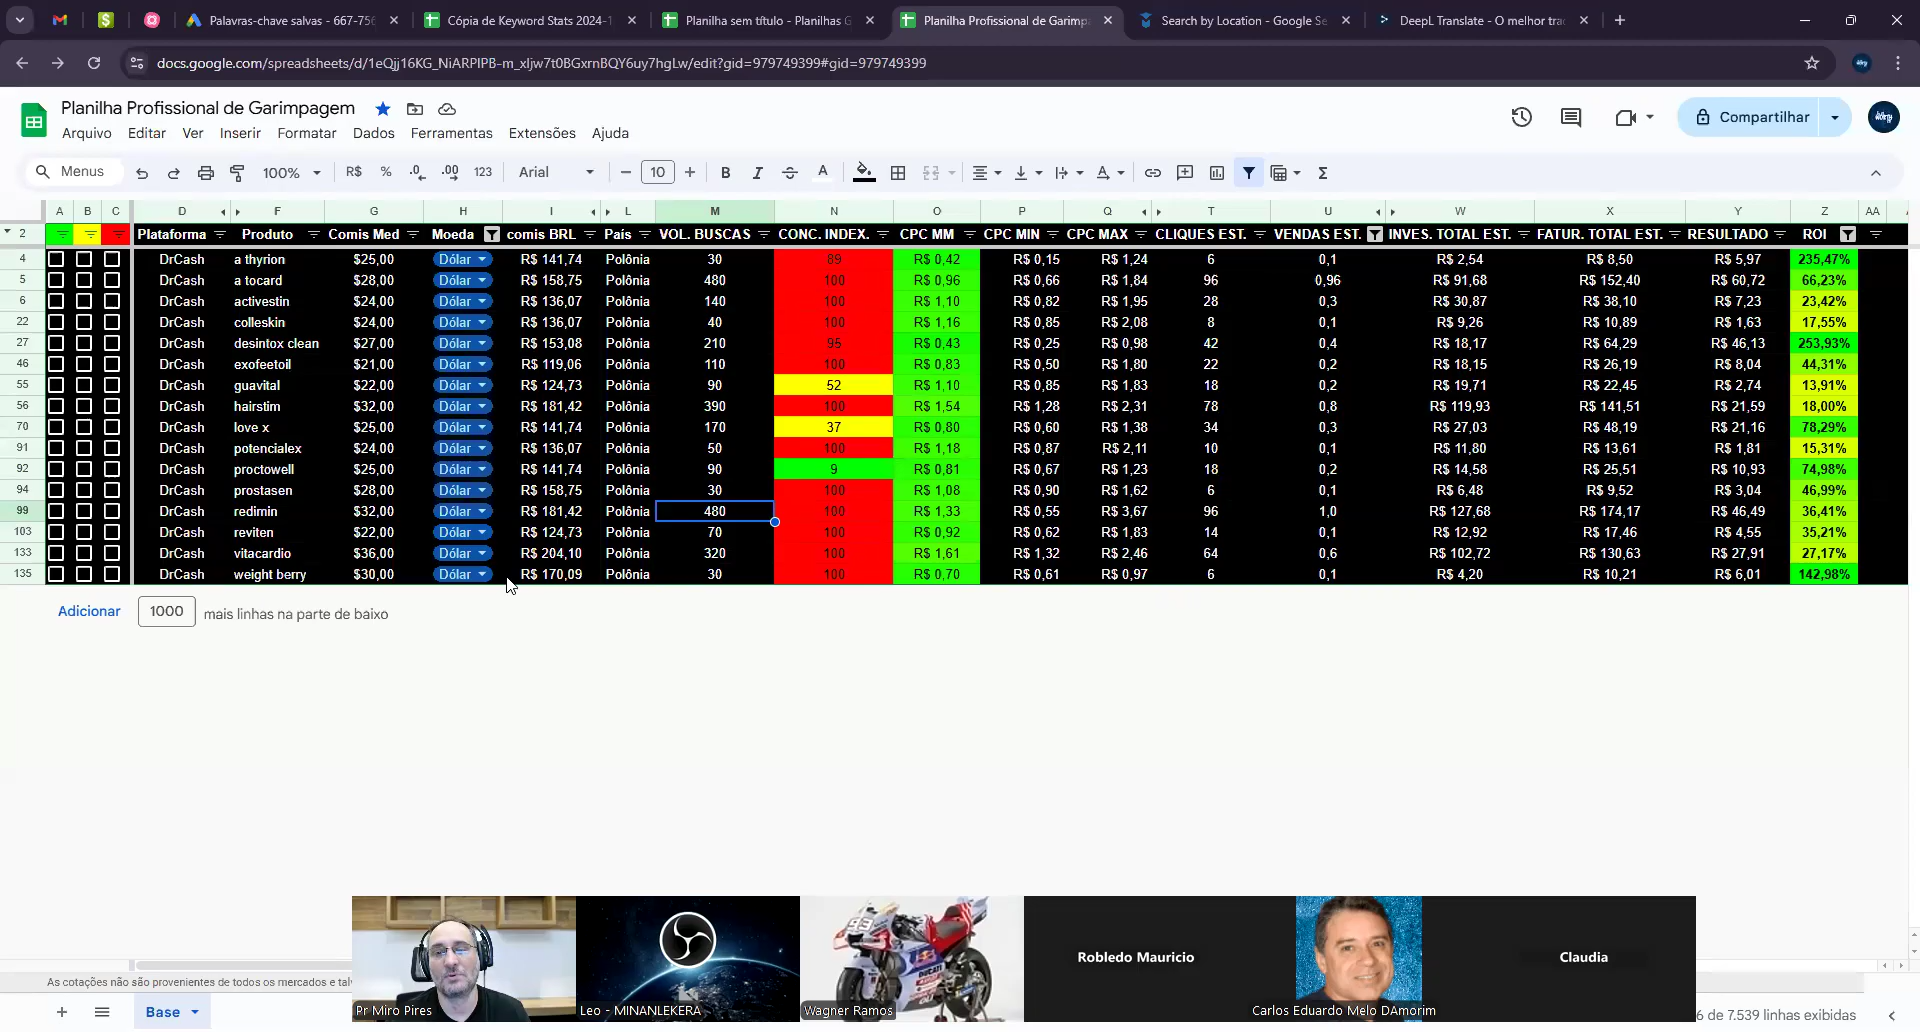 Palavras-chave salvas - 667-756
Cópia de Keyword Stats 2024-1
Planilha sem título - Planilhas G
Planilha Profissional de Garimp
Search by Location - Google Se
DeepL Translate - O melhor tra
docs.google.com/spreadsheets/d/1eQjj16KG_NiARPIPB-m_xljw7t0BGxrnBQY6uy7hgLw/edit?gid=979749399#gid=979749399
Planilha Profissional de Garimpagem
Arquivo Editar Ver Inserir Formatar Dados Ferramentas Extensões Ajuda
Compartilhar
Menus 100% R$ % .0 .00 123 Arial 10 B I A Σ
A B C D F G H I L M N O P Q T U W X Y Z AA
2 Plataforma Produto Comis Med Moeda comis BRL País VOL. BUSCAS CONC. INDEX. CPC MM CPC MIN CPC MAX CLIQUES EST. VENDAS EST. INVES. TOTAL EST. FATUR. TOTAL EST. RESULTADO ROI
4 DrCash a thyrion $25,00 Dólar R$ 141,74 Polônia 30 89 R$ 0,42 R$ 0,15 R$ 1,24 6 0,1 R$ 2,54 R$ 8,50 R$ 5,97 235,47%
5 DrCash a tocard $28,00 Dólar R$ 158,75 Polônia 480 100 R$ 0,96 R$ 0,66 R$ 1,84 96 0,96 R$ 91,68 R$ 152,40 R$ 60,72 66,23%
6 DrCash activestin $24,00 Dólar R$ 136,07 Polônia 140 100 R$ 1,10 R$ 0,82 R$ 1,95 28 0,3 R$ 30,87 R$ 38,10 R$ 7,23 23,42%
22 DrCash colleskin $24,00 Dólar R$ 136,07 Polônia 40 100 R$ 1,16 R$ 0,85 R$ 2,08 8 0,1 R$ 9,26 R$ 10,89 R$ 1,63 17,55%
27 DrCash desintox clean $27,00 Dólar R$ 153,08 Polônia 210 95 R$ 0,43 R$ 0,25 R$ 0,98 42 0,4 R$ 18,17 R$ 64,29 R$ 46,13 253,93%
46 DrCash exofeetoil $21,00 Dólar R$ 119,06 Polônia 110 100 R$ 0,83 R$ 0,50 R$ 1,80 22 0,2 R$ 18,15 R$ 26,19 R$ 8,04 44,31%
55 DrCash guavital $22,00 Dólar R$ 124,73 Polônia 90 52 R$ 1,10 R$ 0,85 R$ 1,83 18 0,2 R$ 19,71 R$ 22,45 R$ 2,74 13,91%
56 DrCash hairstim $32,00 Dólar R$ 181,42 Polônia 390 100 R$ 1,54 R$ 1,28 R$ 2,31 78 0,8 R$ 119,93 R$ 141,51 R$ 21,59 18,00%
70 DrCash love x $25,00 Dólar R$ 141,74 Polônia 170 37 R$ 0,80 R$ 0,60 R$ 1,38 34 0,3 R$ 27,03 R$ 48,19 R$ 21,16 78,29%
91 DrCash potencialex $24,00 Dólar R$ 136,07 Polônia 50 100 R$ 1,18 R$ 0,87 R$ 2,11 10 0,1 R$ 11,80 R$ 13,61 R$ 1,81 15,31%
92 DrCash proctowell $25,00 Dólar R$ 141,74 Polônia 90 9 R$ 0,81 R$ 0,67 R$ 1,23 18 0,2 R$ 14,58 R$ 25,51 R$ 10,93 74,98%
94 DrCash prostasen $28,00 Dólar R$ 158,75 Polônia 30 100 R$ 1,08 R$ 0,90 R$ 1,62 6 0,1 R$ 6,48 R$ 9,52 R$ 3,04 46,99%
99 DrCash redimin $32,00 Dólar R$ 181,42 Polônia 480 100 R$ 1,33 R$ 0,55 R$ 3,67 96 1,0 R$ 127,68 R$ 174,17 R$ 46,49 36,41%
103 DrCash reviten $22,00 Dólar R$ 124,73 Polônia 70 100 R$ 0,92 R$ 0,62 R$ 1,83 14 0,1 R$ 12,92 R$ 17,46 R$ 4,55 35,21%
133 DrCash vitacardio $36,00 Dólar R$ 204,10 Polônia 320 100 R$ 1,61 R$ 1,32 R$ 2,46 64 0,6 R$ 102,72 R$ 130,63 R$ 27,91 27,17%
135 DrCash weight berry $30,00 Dólar R$ 170,09 Polônia 30 100 R$ 0,70 R$ 0,61 R$ 0,97 6 0,1 R$ 4,20 R$ 10,21 R$ 6,01 142,98%
Adicionar 1000 mais linhas na parte de baixo
As cotações não são provenientes de todos os mercados e tal
Base
Pr Miro Pires
Leo - MINANLEKERA
93
DUCATI
Wagner Ramos
Robledo Mauricio
Carlos Eduardo Melo DAmorim
Claudia
6 de 7.539 linhas exibidas